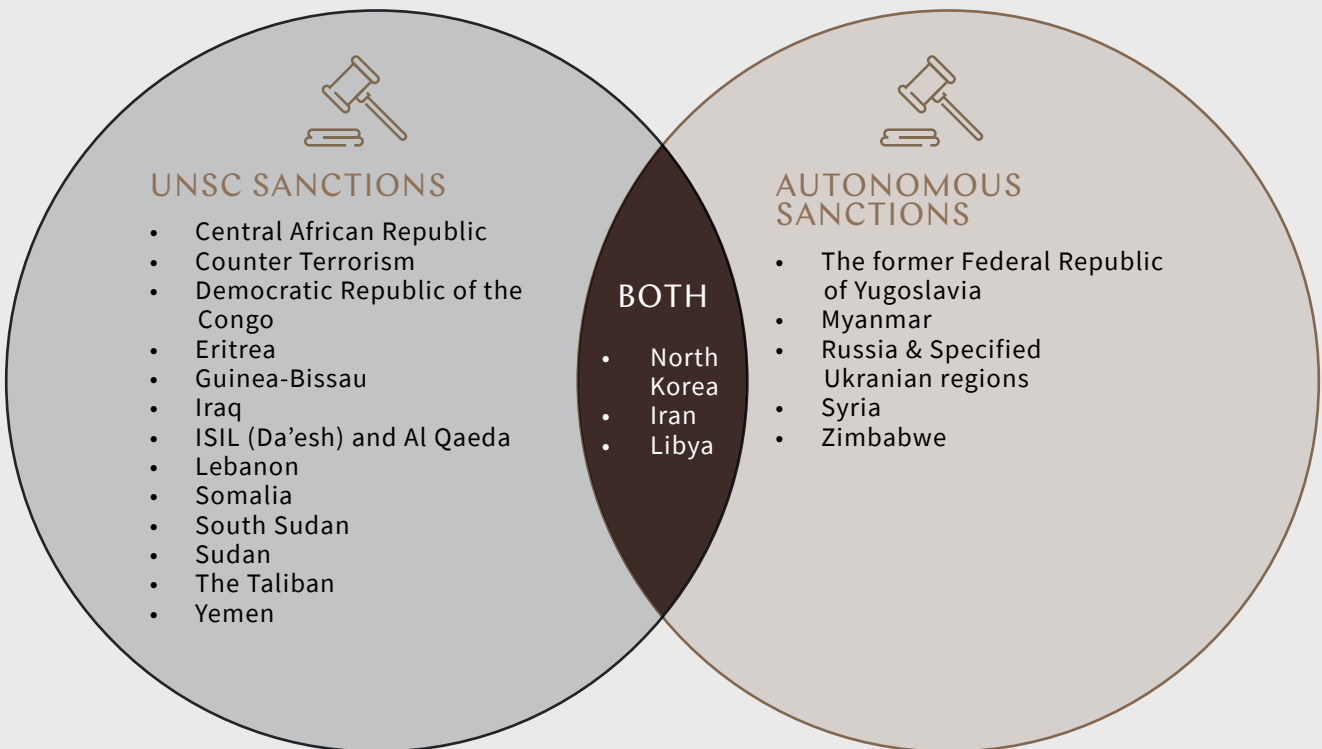 UNSC SANCTIONS
• Central African Republic
• Counter Terrorism
• Democratic Republic of the
Congo
• Eritrea
• Guinea-Bissau
• Iraq
• ISIL (Da'esh) and Al Qaeda
• Lebanon
• Somalia
• South Sudan
• Sudan
• The Taliban
• Yemen
BOTH
• North
Korea
• Iran
• Libya
AUTONOMOUS
SANCTIONS
• The former Federal Republic
of Yugoslavia
• Myanmar
• Russia & Specified
Ukranian regions
• Syria
• Zimbabwe